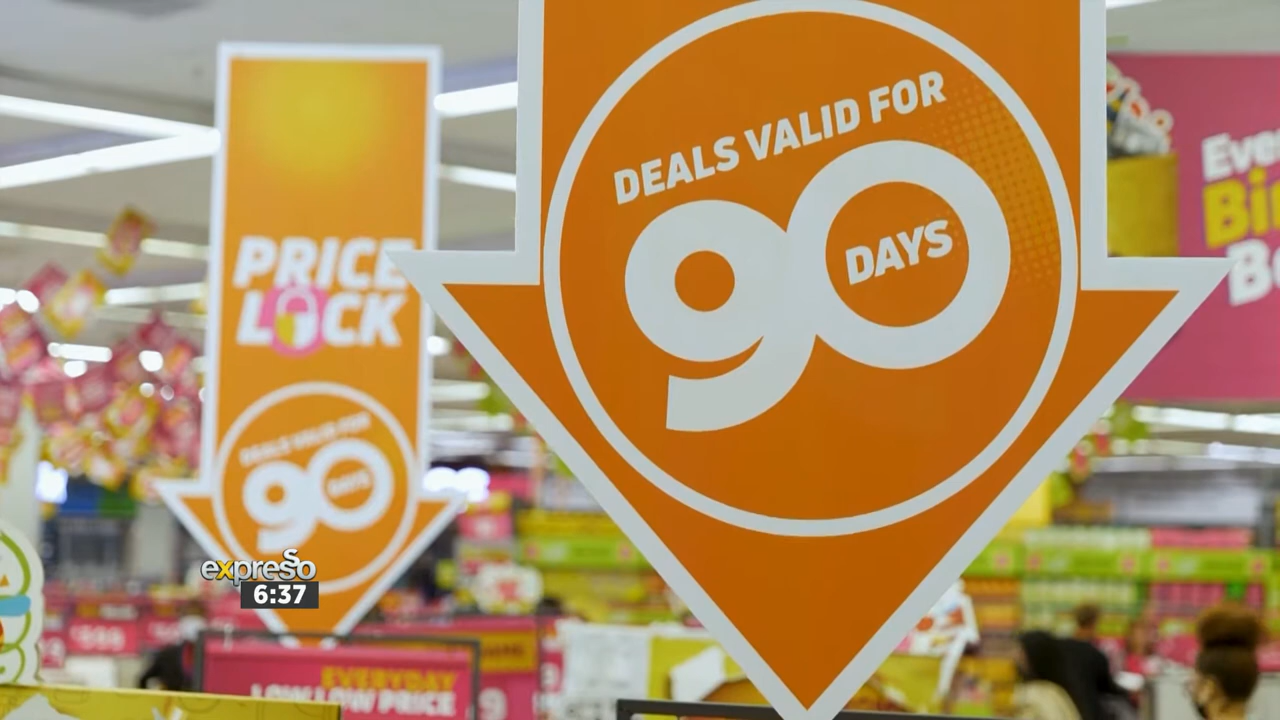 DEALS VALID FOR
90
DAYS
PRICE
LOCK
DEALS VALID FOR
90
DAYS
expresso
6:37
EVERYDAY
LOW LOW PRICE